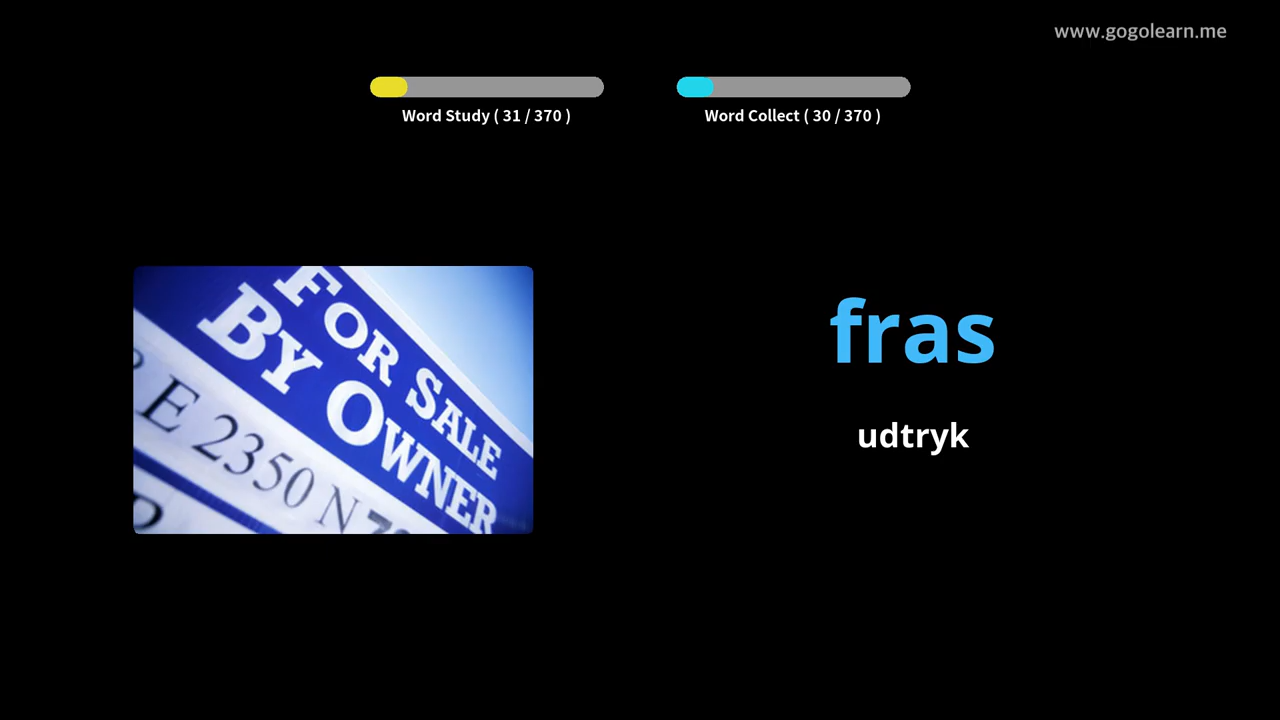 www.gogolearn.me
Word Study ( 31 / 370 )
Word Collect ( 30 / 370 )
FOR SALE
BY OWNER
E 2350 N
fras
udtryk